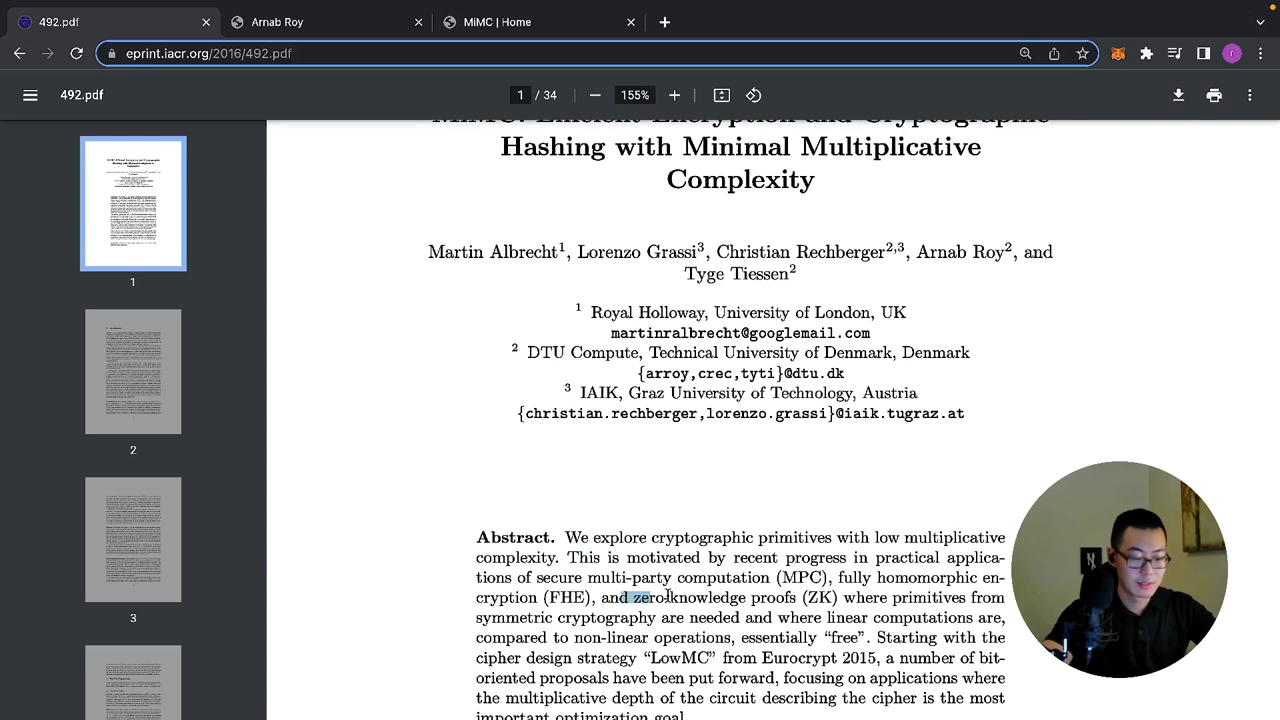 492.pdf
Arnab Roy
MiMC | Home
eprint.iacr.org/2016/492.pdf
492.pdf
1 / 34
155%
MiMC: Efficient Encryption and Cryptographic
Hashing with Minimal Multiplicative
Complexity
Martin Albrecht1, Lorenzo Grassi3, Christian Rechberger2,3, Arnab Roy2, and
Tyge Tiessen2
1 Royal Holloway, University of London, UK
martinralbrecht@googlemail.com
2 DTU Compute, Technical University of Denmark, Denmark
{arroy,crec,tyti}@dtu.dk
3 IAIK, Graz University of Technology, Austria
{christian.rechberger,lorenzo.grassi}@iaik.tugraz.at
Abstract. We explore cryptographic primitives with low multiplicative
complexity. This is motivated by recent progress in practical applica-
tions of secure multi-party computation (MPC), fully homomorphic en-
cryption (FHE), and zero-knowledge proofs (ZK) where primitives from
symmetric cryptography are needed and where linear computations are,
compared to non-linear operations, essentially “free”. Starting with the
cipher design strategy “LowMC” from Eurocrypt 2015, a number of bit-
oriented proposals have been put forward, focusing on applications where
the multiplicative depth of the circuit describing the cipher is the most
important optimization goal.
1
2
3